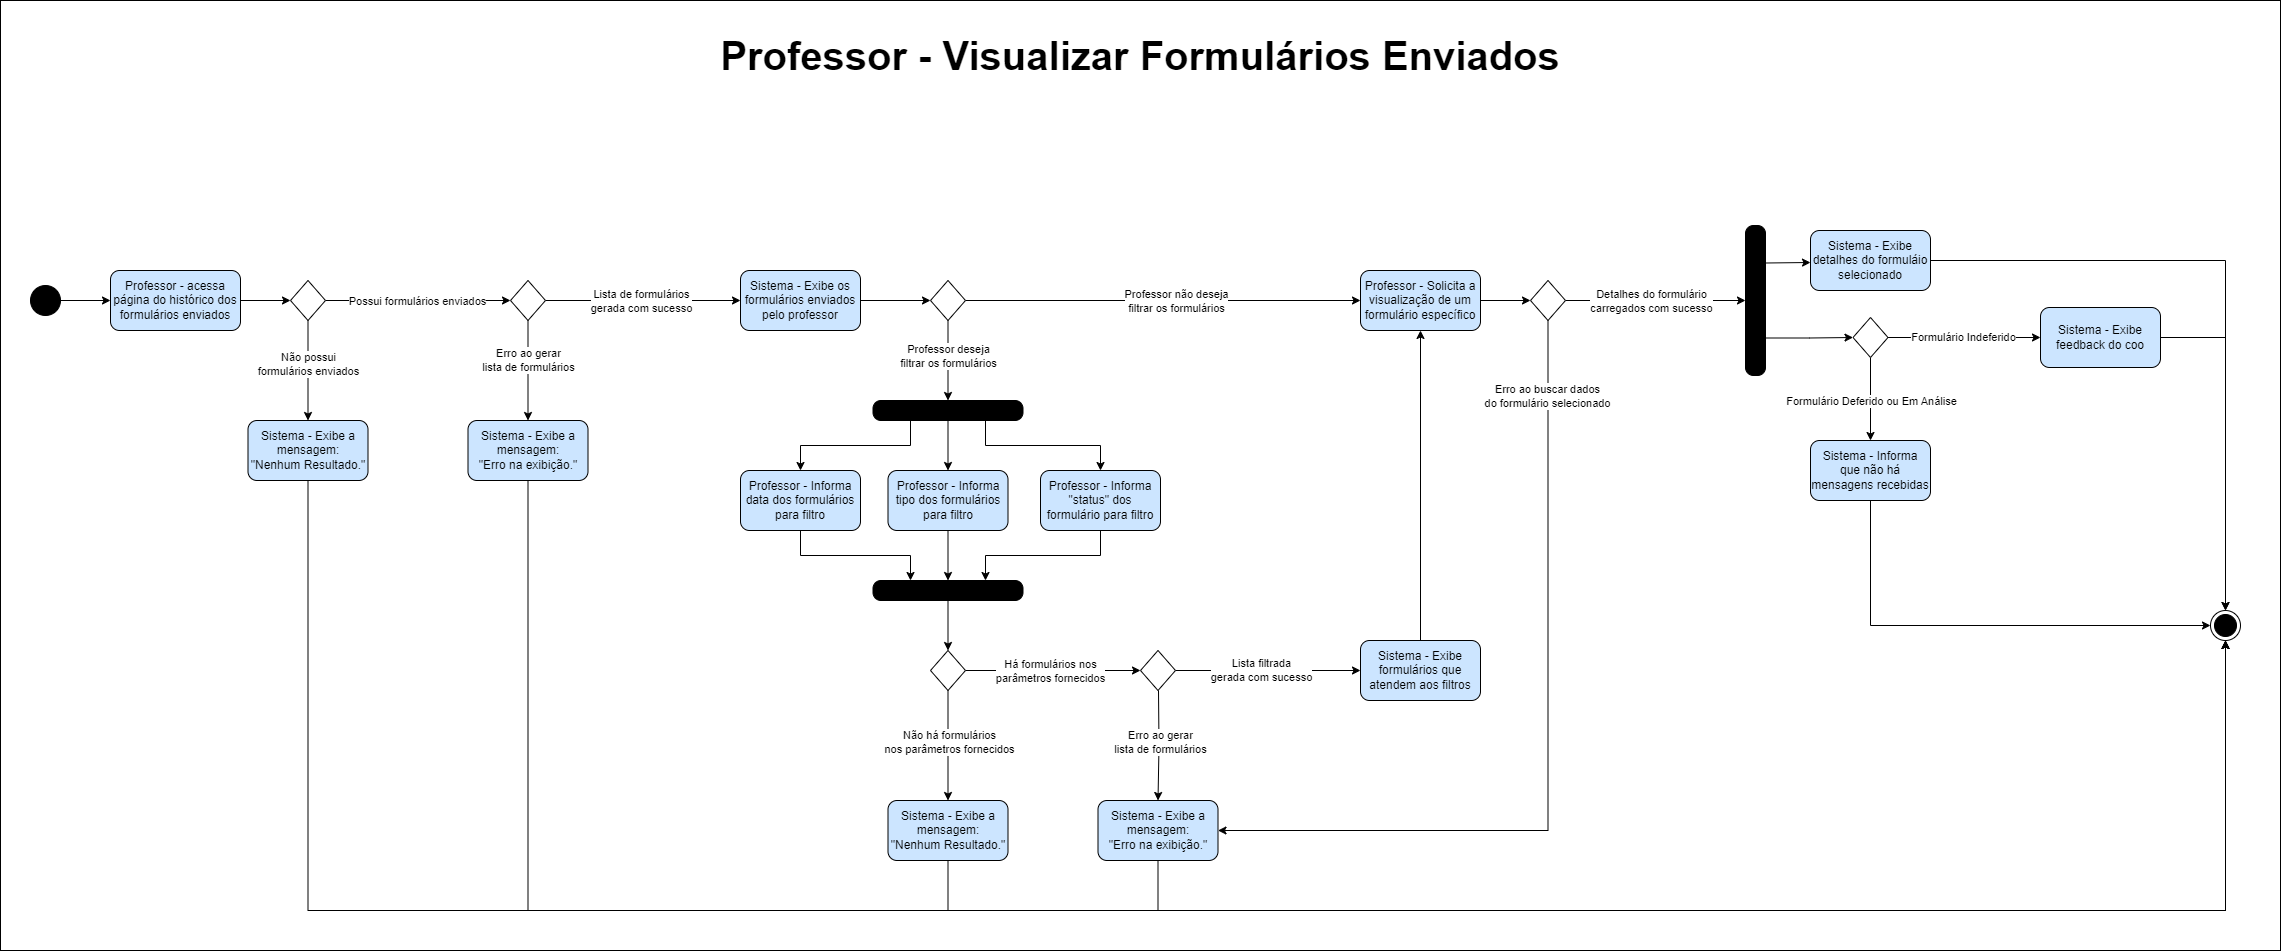 Professor - Visualizar Formulários Enviados
Professor - acessa
página do histórico dos
formulários enviados
Possui formulários enviados
Não possui
formulários enviados
Sistema - Exibe a
mensagem:
"Nenhum Resultado."
Lista de formulários
gerada com sucesso
Erro ao gerar
lista de formulários
Sistema - Exibe a
mensagem:
"Erro na exibição."
Sistema - Exibe os
formulários enviados
pelo professor
Professor não deseja
filtrar os formulários
Professor deseja
filtrar os formulários
Professor - Informa
data dos formulários
para filtro
Professor - Informa
tipo dos formulários
para filtro
Professor - Informa
"status" dos
formulário para filtro
Há formulários nos
parâmetros fornecidos
Não há formulários
nos parâmetros fornecidos
Sistema - Exibe a
mensagem:
"Nenhum Resultado."
Lista filtrada
gerada com sucesso
Erro ao gerar
lista de formulários
Sistema - Exibe a
mensagem:
"Erro na exibição."
Sistema - Exibe
formulários que
atendem aos filtros
Professor - Solicita a
visualização de um
formulário específico
Detalhes do formulário
carregados com sucesso
Erro ao buscar dados
do formulário selecionado
Sistema - Exibe
detalhes do formuláio
selecionado
Formulário Indeferido
Sistema - Exibe
feedback do coo
Formulário Deferido ou Em Análise
Sistema - Informa
que não há
mensagens recebidas